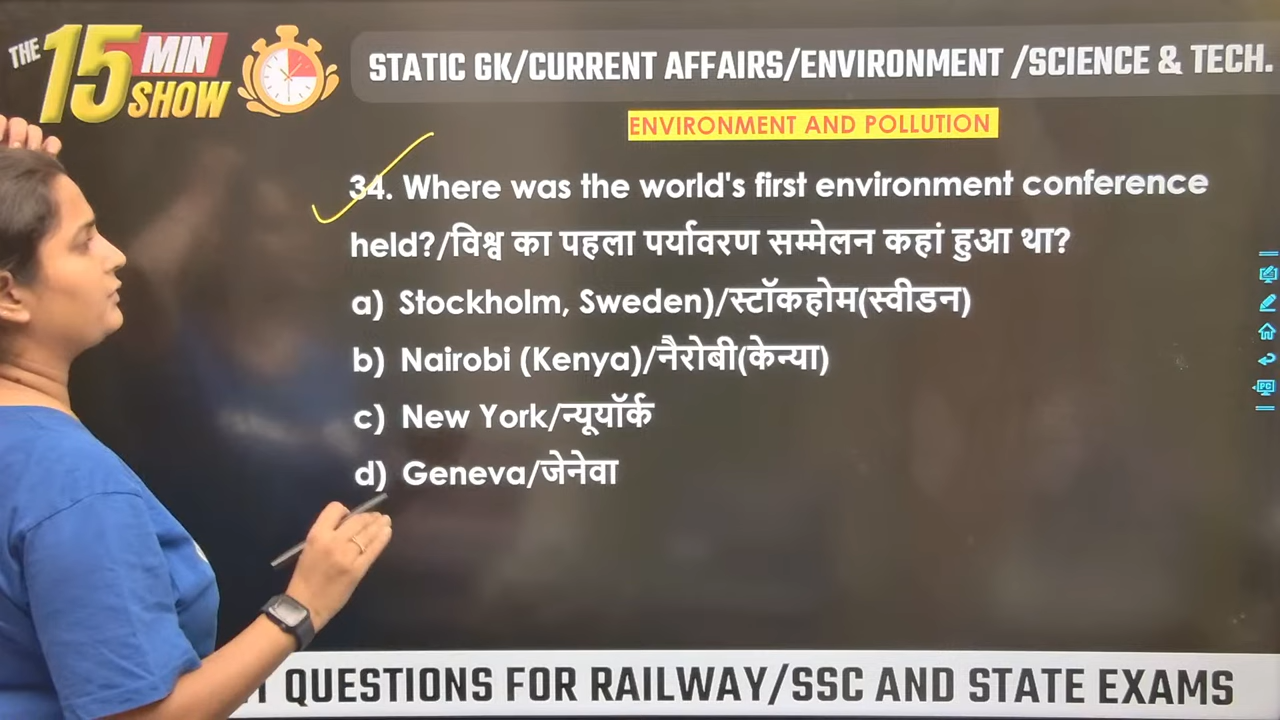 THE 15 MIN SHOW
STATIC GK/CURRENT AFFAIRS/ENVIRONMENT /SCIENCE & TECH.
ENVIRONMENT AND POLLUTION
34. Where was the world's first environment conference
held?/विश्व का पहला पर्यावरण सम्मेलन कहां हुआ था?
a) Stockholm, Sweden)/स्टॉकहोम(स्वीडन)
b) Nairobi (Kenya)/नैरोबी(केन्या)
c) New York/न्यूयॉर्क
d) Geneva/जेनेवा
QUESTIONS FOR RAILWAY/SSC AND STATE EXAMS